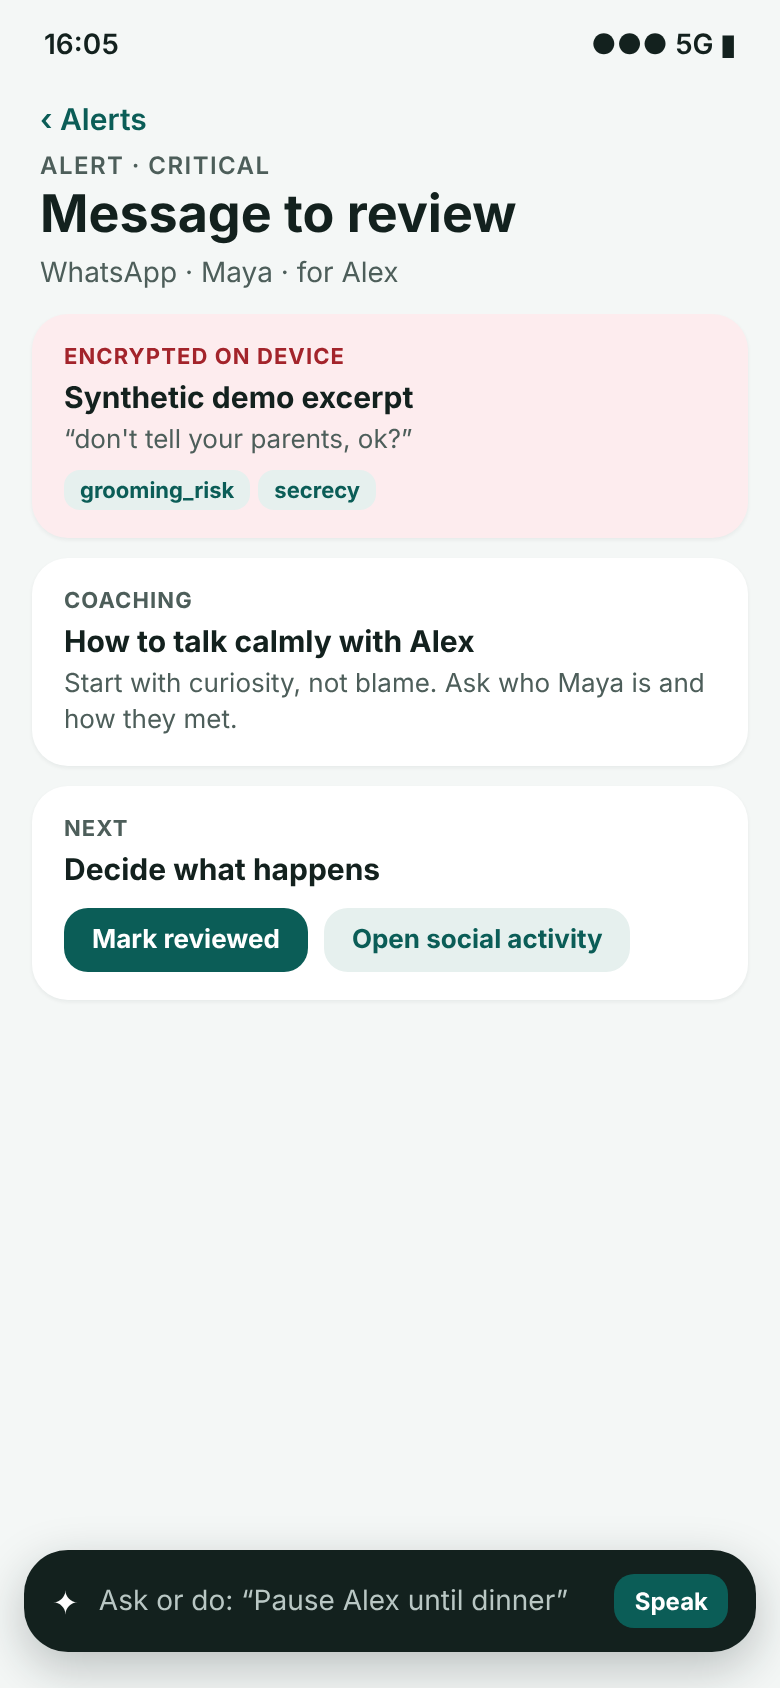 16:05
●●● 5G ▮
‹ Alerts
ALERT · CRITICAL
Message to review
WhatsApp · Maya · for Alex
ENCRYPTED ON DEVICE
Synthetic demo excerpt
“don't tell your parents, ok?”
grooming_risk secrecy
COACHING
How to talk calmly with Alex
Start with curiosity, not blame. Ask who Maya is and
how they met.
NEXT
Decide what happens
Mark reviewed Open social activity
✦ Ask or do: “Pause Alex until dinner” Speak